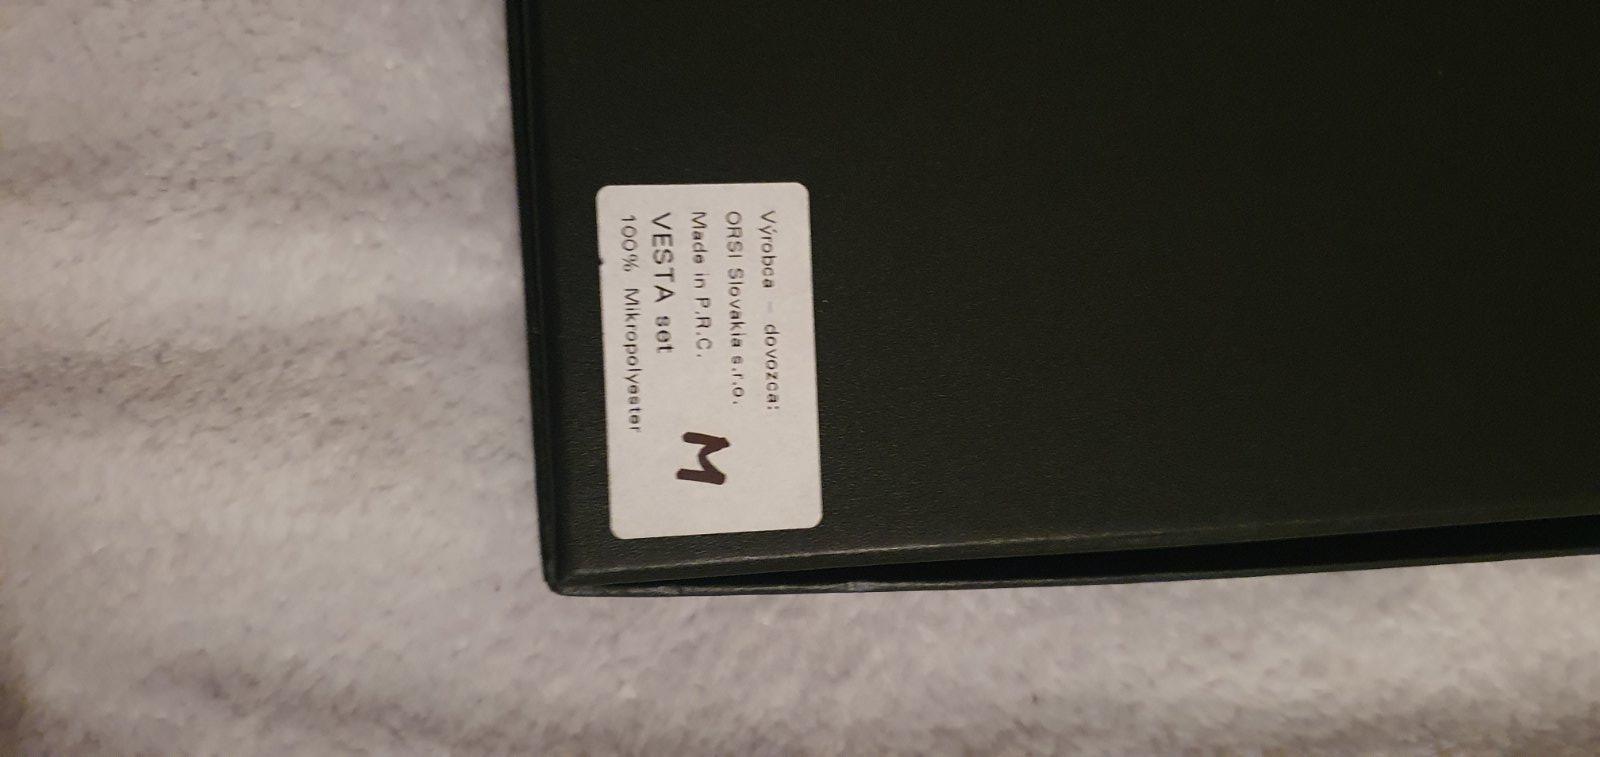 Výrobca - dovozca:
ORSI Slovakia s.r.o.
Made in P.R.C.
VESTA set
100% Mikropolyester
M